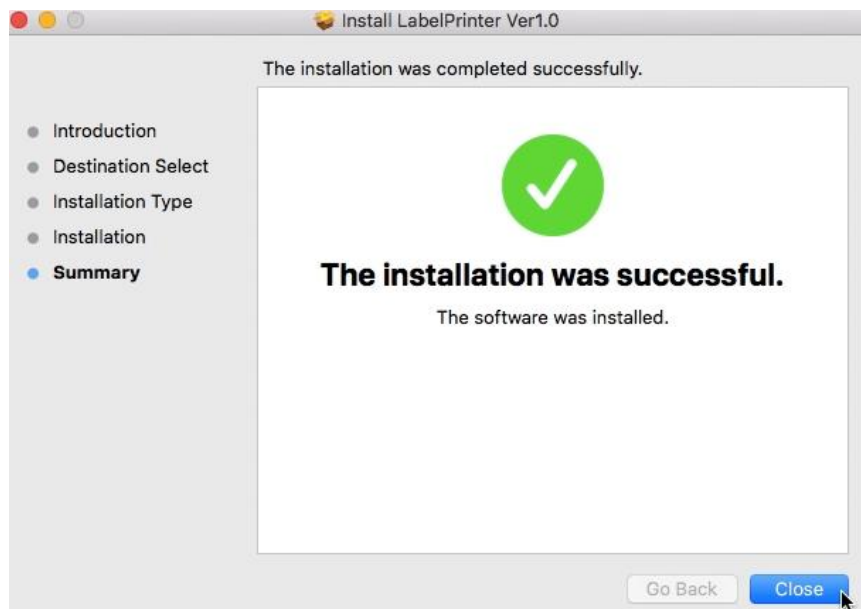 Install LabelPrinter Ver1.0
The installation was completed successfully.
Introduction
Destination Select
Installation Type
Installation
Summary
The installation was successful.
The software was installed.
Go Back
Close